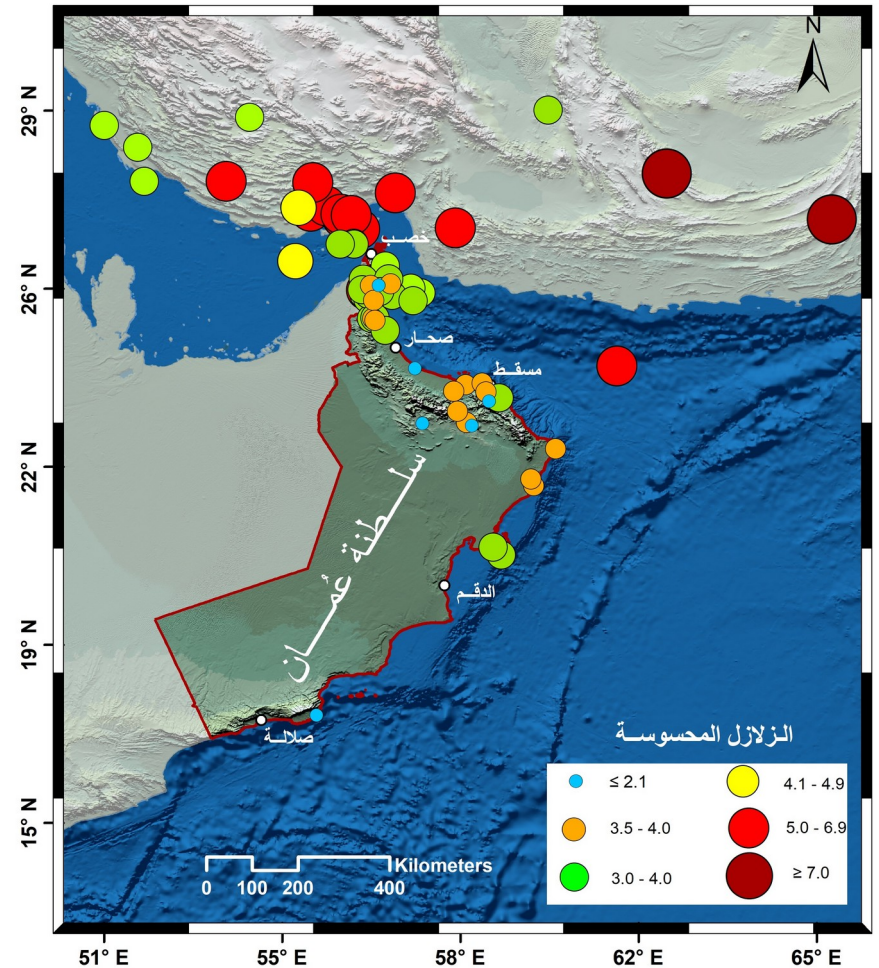 N
29° N
26° N
22° N
19° N
15° N
خصب
صحار
مسقط
سلطنة عُمان
الدقم
صلالة
الزلازل المحسوسة
≤ 2.1
4.1 - 4.9
3.5 - 4.0
5.0 - 6.9
3.0 - 4.0
≥ 7.0
Kilometers
0 100 200 400
51° E 55° E 58° E 62° E 65° E